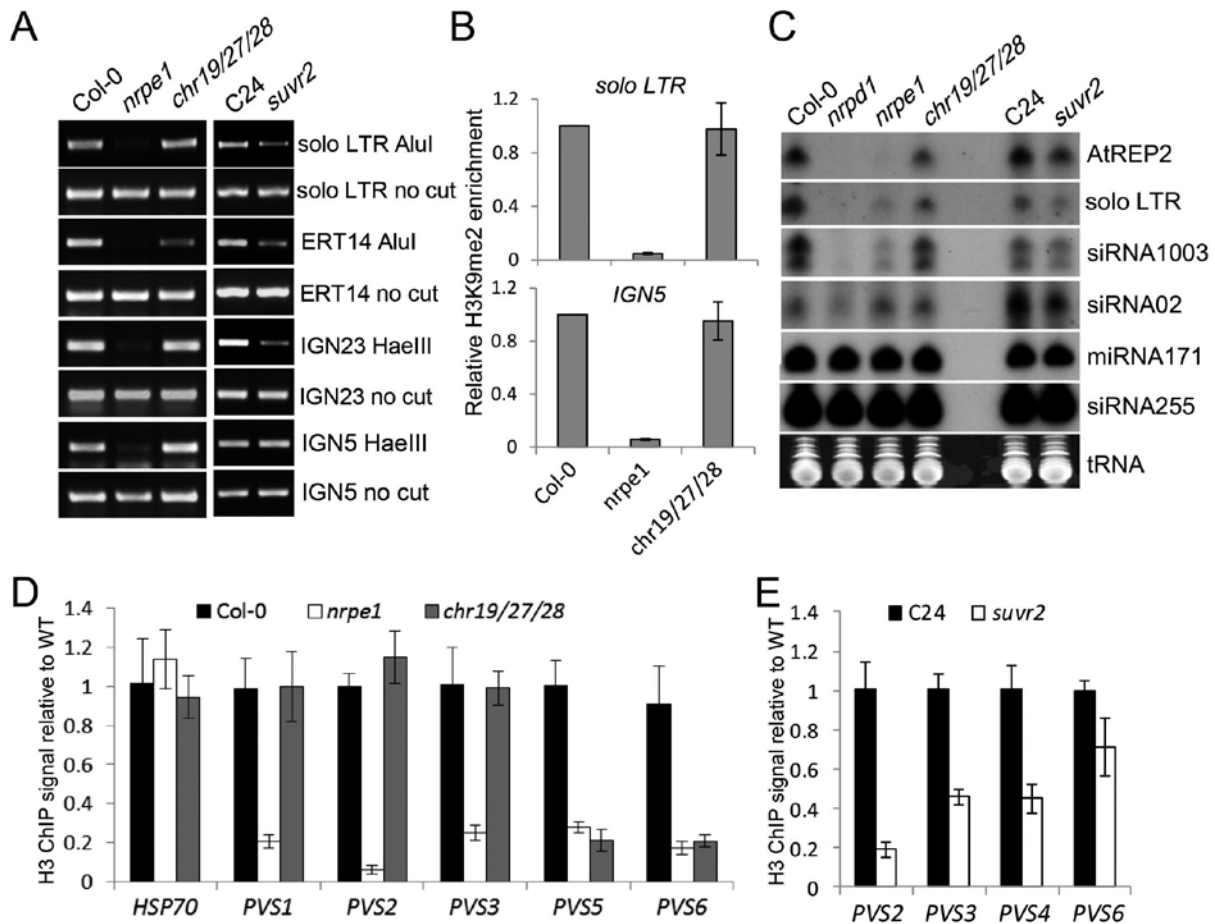 A
Col-0
nrpe1
chr19/27/28
C24
suvr2
solo LTR AluI
solo LTR no cut
ERT14 AluI
ERT14 no cut
IGN23 HaeIII
IGN23 no cut
IGN5 HaeIII
IGN5 no cut
B
Relative H3K9me2 enrichment
solo LTR
1.2
0.8
0.4
0
IGN5
1.2
0.8
0.4
0
Col-0
nrpe1
chr19/27/28
C
Col-0
nrpd1
nrpe1
chr19/27/28
C24
suvr2
AtREP2
solo LTR
siRNA1003
siRNA02
miRNA171
siRNA255
tRNA
D
H3 ChIP signal relative to WT
Col-0 nrpe1 chr19/27/28
1.4
1.2
1
0.8
0.6
0.4
0.2
0
HSP70 PVS1 PVS2 PVS3 PVS5 PVS6
E
H3 ChIP signal relative to WT
C24 suvr2
1.4
1.2
1
0.8
0.6
0.4
0.2
0
PVS2 PVS3 PVS4 PVS6